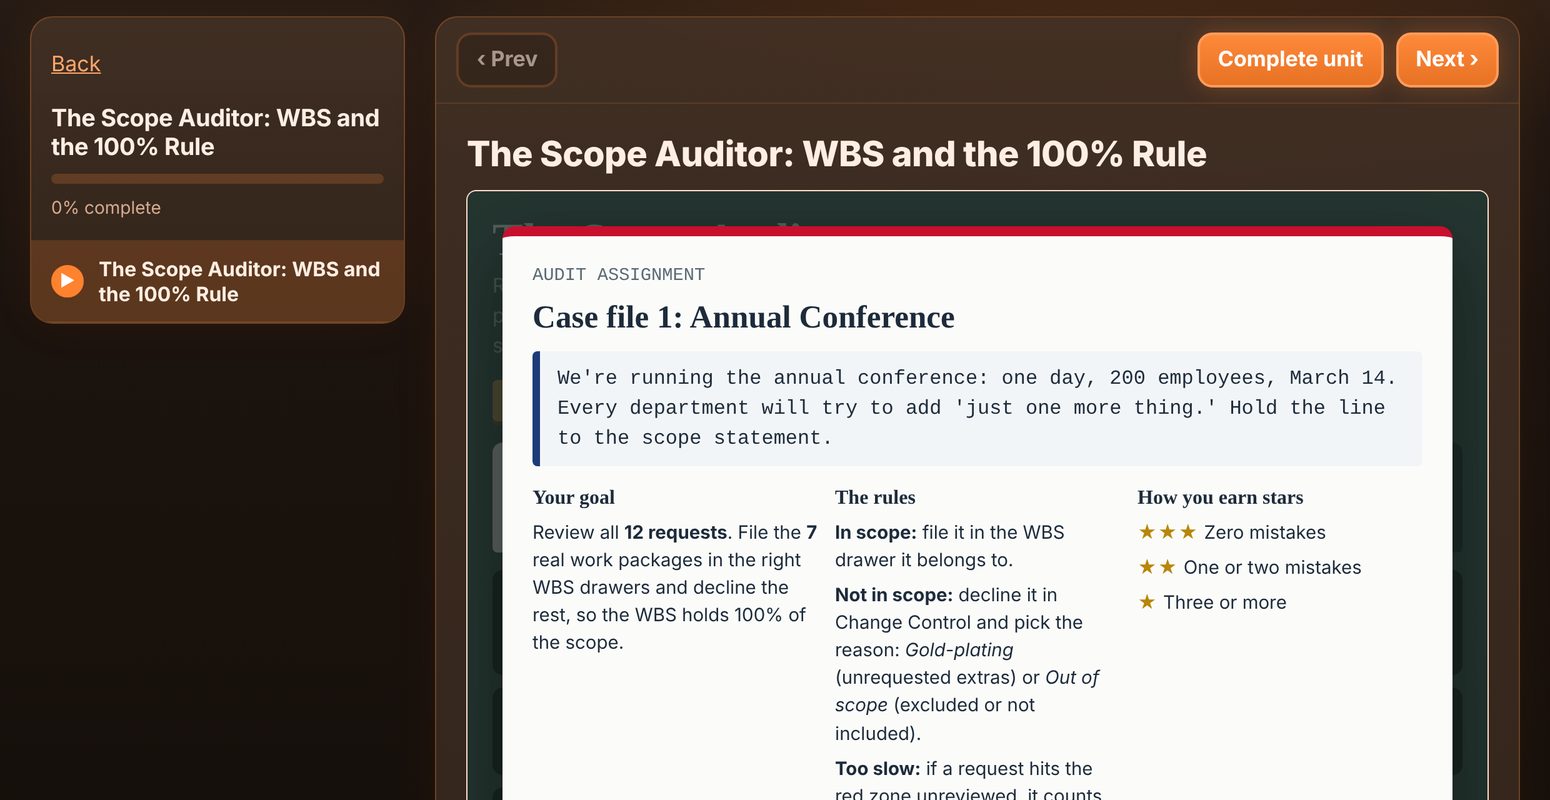 Back
The Scope Auditor: WBS and
the 100% Rule
0% complete
The Scope Auditor: WBS and
the 100% Rule
‹ Prev
Complete unit
Next ›
The Scope Auditor: WBS and the 100% Rule
AUDIT ASSIGNMENT
Case file 1: Annual Conference
We're running the annual conference: one day, 200 employees, March 14.
Every department will try to add 'just one more thing.' Hold the line
to the scope statement.
Your goal
Review all 12 requests. File the 7
real work packages in the right
WBS drawers and decline the
rest, so the WBS holds 100% of
the scope.
The rules
In scope: file it in the WBS
drawer it belongs to.
Not in scope: decline it in
Change Control and pick the
reason: Gold-plating
(unrequested extras) or Out of
scope (excluded or not
included).
Too slow: if a request hits the
red zone unreviewed, it counts
How you earn stars
★★★ Zero mistakes
★★ One or two mistakes
★ Three or more